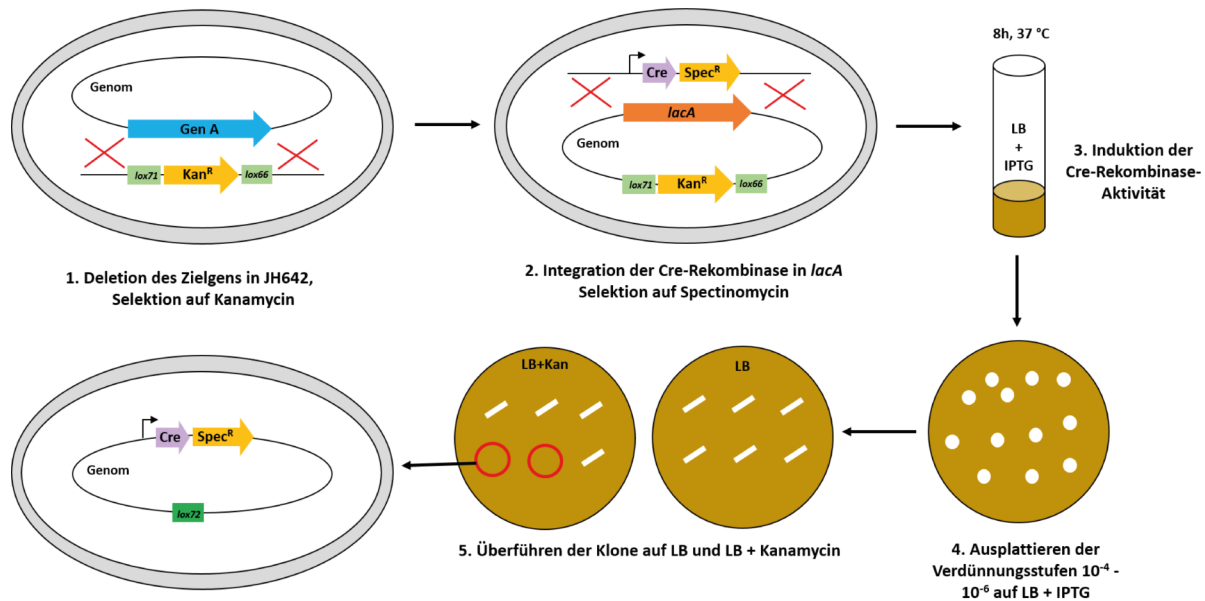 Genom
Gen A
lox71 Kanᴿ lox66
1. Deletion des Zielgens in JH642,
Selektion auf Kanamycin
Cre Specᴿ
lacA
Genom
lox71 Kanᴿ lox66
2. Integration der Cre-Rekombinase in lacA
Selektion auf Spectinomycin
8h, 37 °C
LB
+
IPTG
3. Induktion der
Cre-Rekombinase-
Aktivität
4. Ausplattieren der
Verdünnungsstufen 10⁻⁴ -
10⁻⁶ auf LB + IPTG
LB+Kan
LB
5. Überführen der Klone auf LB und LB + Kanamycin
Cre Specᴿ
Genom
lox72